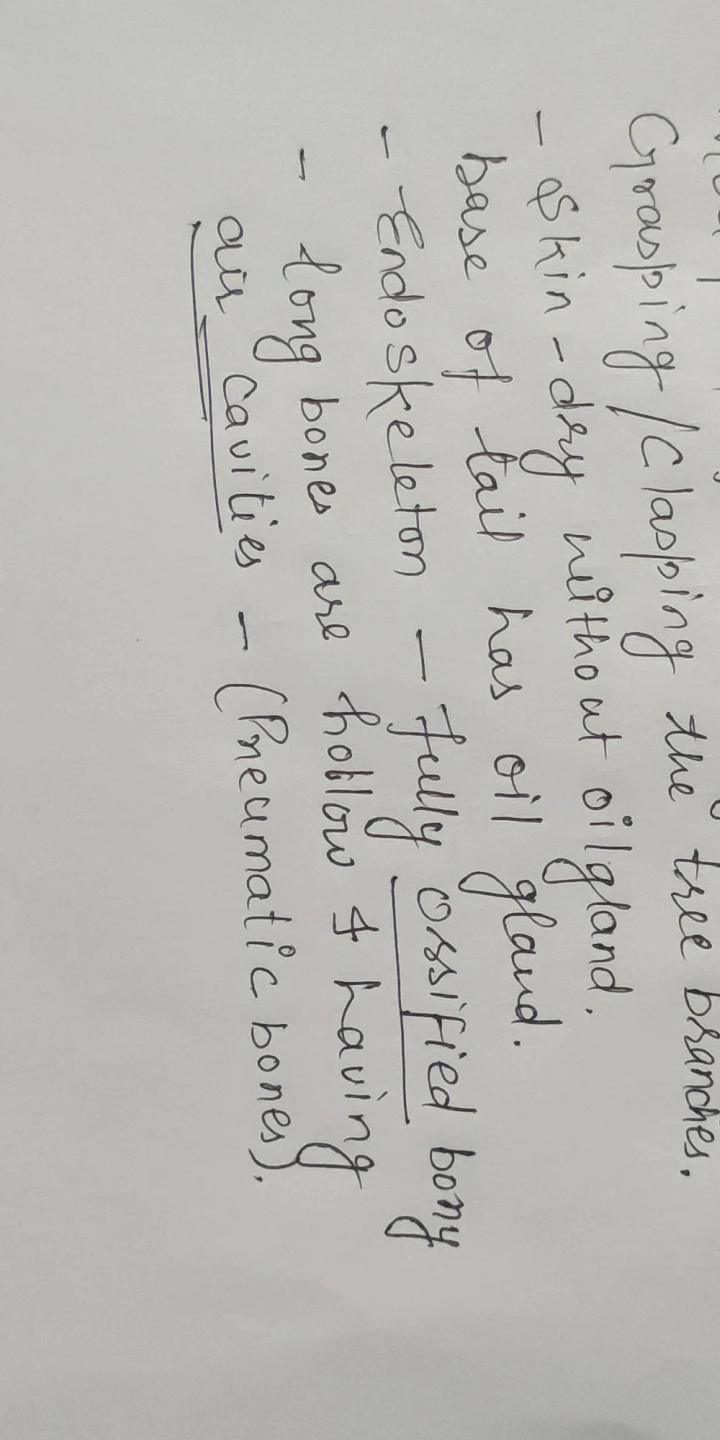 Grasping / Clasping the tree branches.
- Skin - dry without oil gland.
base of tail has oil gland.
- Endoskeleton - fully ossified bony
- long bones are hollow & having
air cavities - (Pneumatic bones).